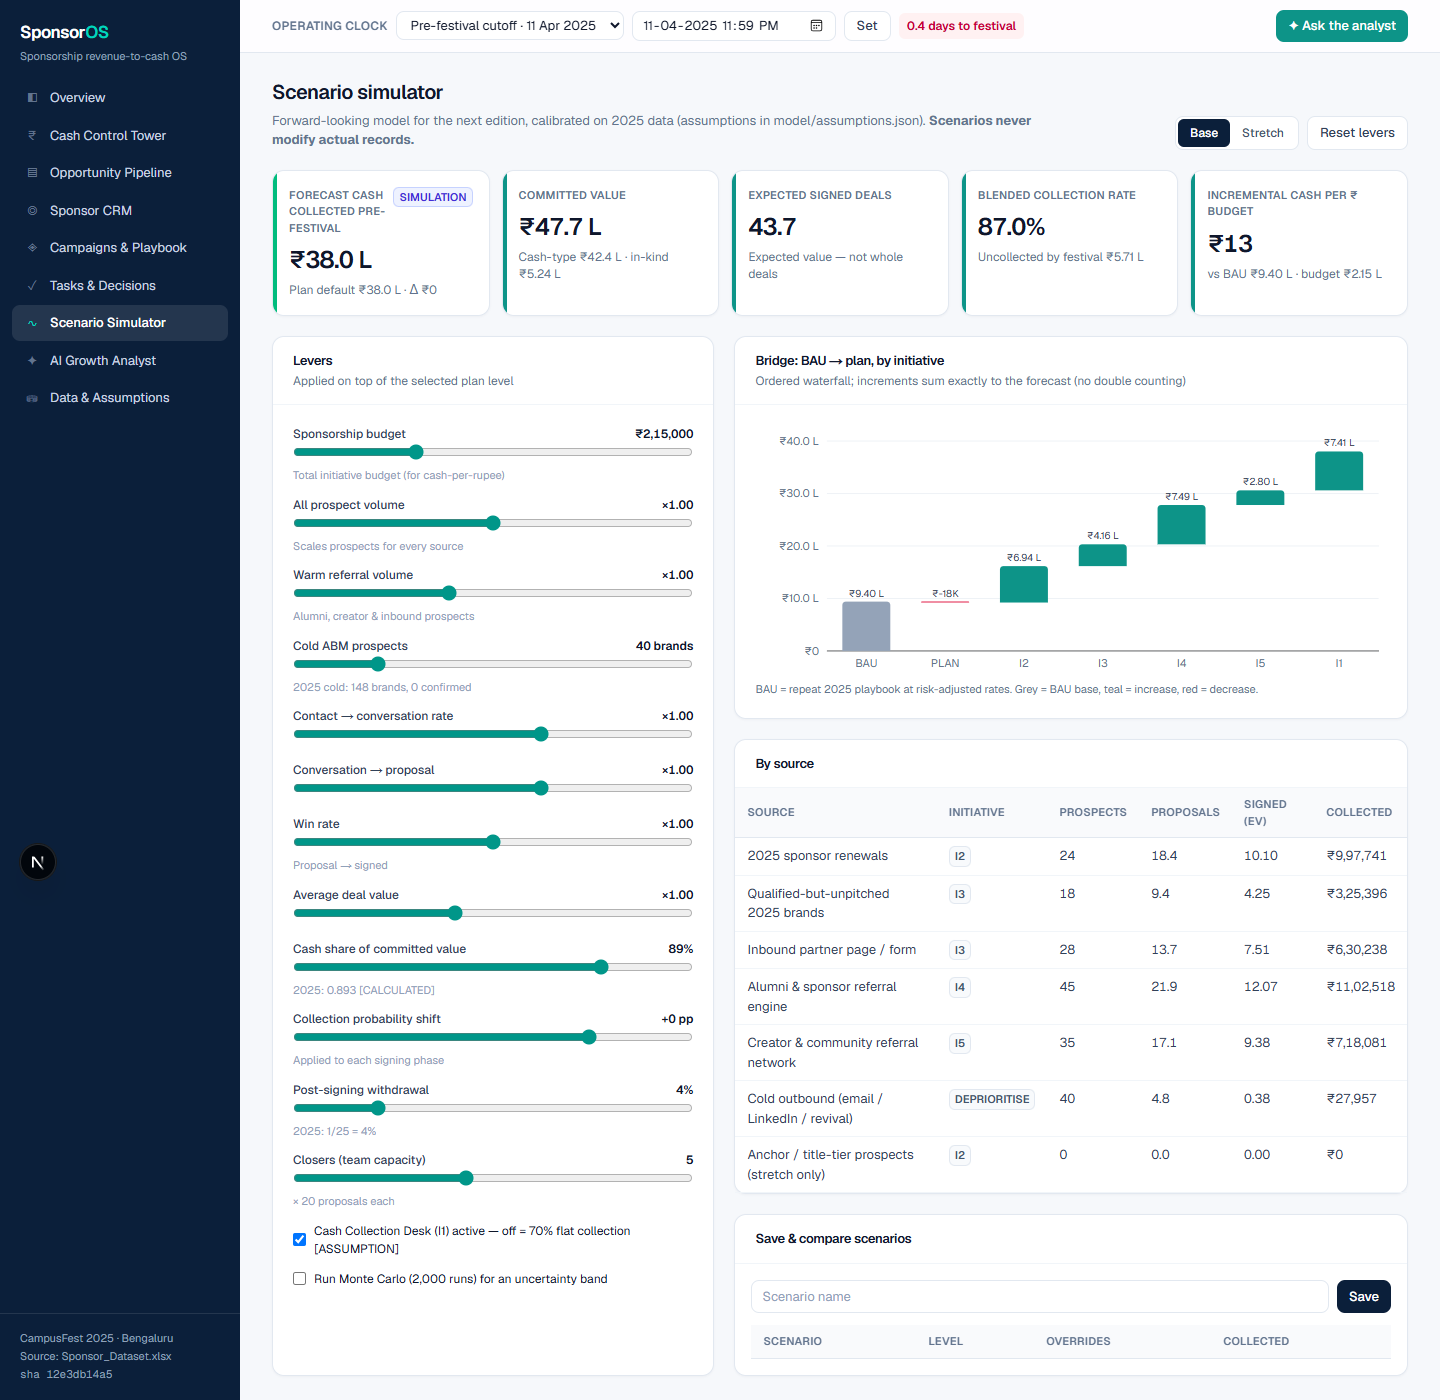 SponsorOS
Sponsorship revenue-to-cash OS
Overview
₹ Cash Control Tower
Opportunity Pipeline
Sponsor CRM
Campaigns & Playbook
Tasks & Decisions
Scenario Simulator
AI Growth Analyst
Data & Assumptions
N
CampusFest 2025 · Bengaluru
Source: Sponsor_Dataset.xlsx
sha 12e3db14a5
OPERATING CLOCK
Pre-festival cutoff · 11 Apr 2025
11-04-2025 11:59 PM
Set
0.4 days to festival
✦ Ask the analyst
Scenario simulator
Forward-looking model for the next edition, calibrated on 2025 data (assumptions in model/assumptions.json). Scenarios never
modify actual records.
Base
Stretch
Reset levers
FORECAST CASH
COLLECTED PRE-
FESTIVAL
SIMULATION
₹38.0 L
Plan default ₹38.0 L · Δ ₹0
COMMITTED VALUE
₹47.7 L
Cash-type ₹42.4 L · in-kind
₹5.24 L
EXPECTED SIGNED DEALS
43.7
Expected value — not whole
deals
BLENDED COLLECTION RATE
87.0%
Uncollected by festival ₹5.71 L
INCREMENTAL CASH PER ₹
BUDGET
₹13
vs BAU ₹9.40 L · budget ₹2.15 L
Levers
Applied on top of the selected plan level
Sponsorship budget ₹2,15,000
Total initiative budget (for cash-per-rupee)
All prospect volume ×1.00
Scales prospects for every source
Warm referral volume ×1.00
Alumni, creator & inbound prospects
Cold ABM prospects 40 brands
2025 cold: 148 brands, 0 confirmed
Contact → conversation rate ×1.00
Conversation → proposal ×1.00
Win rate ×1.00
Proposal → signed
Average deal value ×1.00
Cash share of committed value 89%
2025: 0.893 [CALCULATED]
Collection probability shift +0 pp
Applied to each signing phase
Post-signing withdrawal 4%
2025: 1/25 = 4%
Closers (team capacity) 5
× 20 proposals each
Cash Collection Desk (I1) active — off = 70% flat collection
[ASSUMPTION]
Run Monte Carlo (2,000 runs) for an uncertainty band
Bridge: BAU → plan, by initiative
Ordered waterfall; increments sum exactly to the forecast (no double counting)
₹40.0 L
₹30.0 L
₹20.0 L
₹10.0 L
₹0
₹9.40 L
₹-18K
₹6.94 L
₹4.16 L
₹7.49 L
₹2.80 L
₹7.41 L
BAU PLAN I2 I3 I4 I5 I1
BAU = repeat 2025 playbook at risk-adjusted rates. Grey = BAU base, teal = increase, red = decrease.
By source
SOURCE INITIATIVE PROSPECTS PROPOSALS SIGNED (EV) COLLECTED
2025 sponsor renewals I2 24 18.4 10.10 ₹9,97,741
Qualified-but-unpitched I3 18 9.4 4.25 ₹3,25,396
2025 brands
Inbound partner page / form I3 28 13.7 7.51 ₹6,30,238
Alumni & sponsor referral I4 45 21.9 12.07 ₹11,02,518
engine
Creator & community referral I5 35 17.1 9.38 ₹7,18,081
network
Cold outbound (email / DEPRIORITISE 40 4.8 0.38 ₹27,957
LinkedIn / revival)
Anchor / title-tier prospects I2 0 0.0 0.00 ₹0
(stretch only)
Save & compare scenarios
Scenario name
Save
SCENARIO LEVEL OVERRIDES COLLECTED